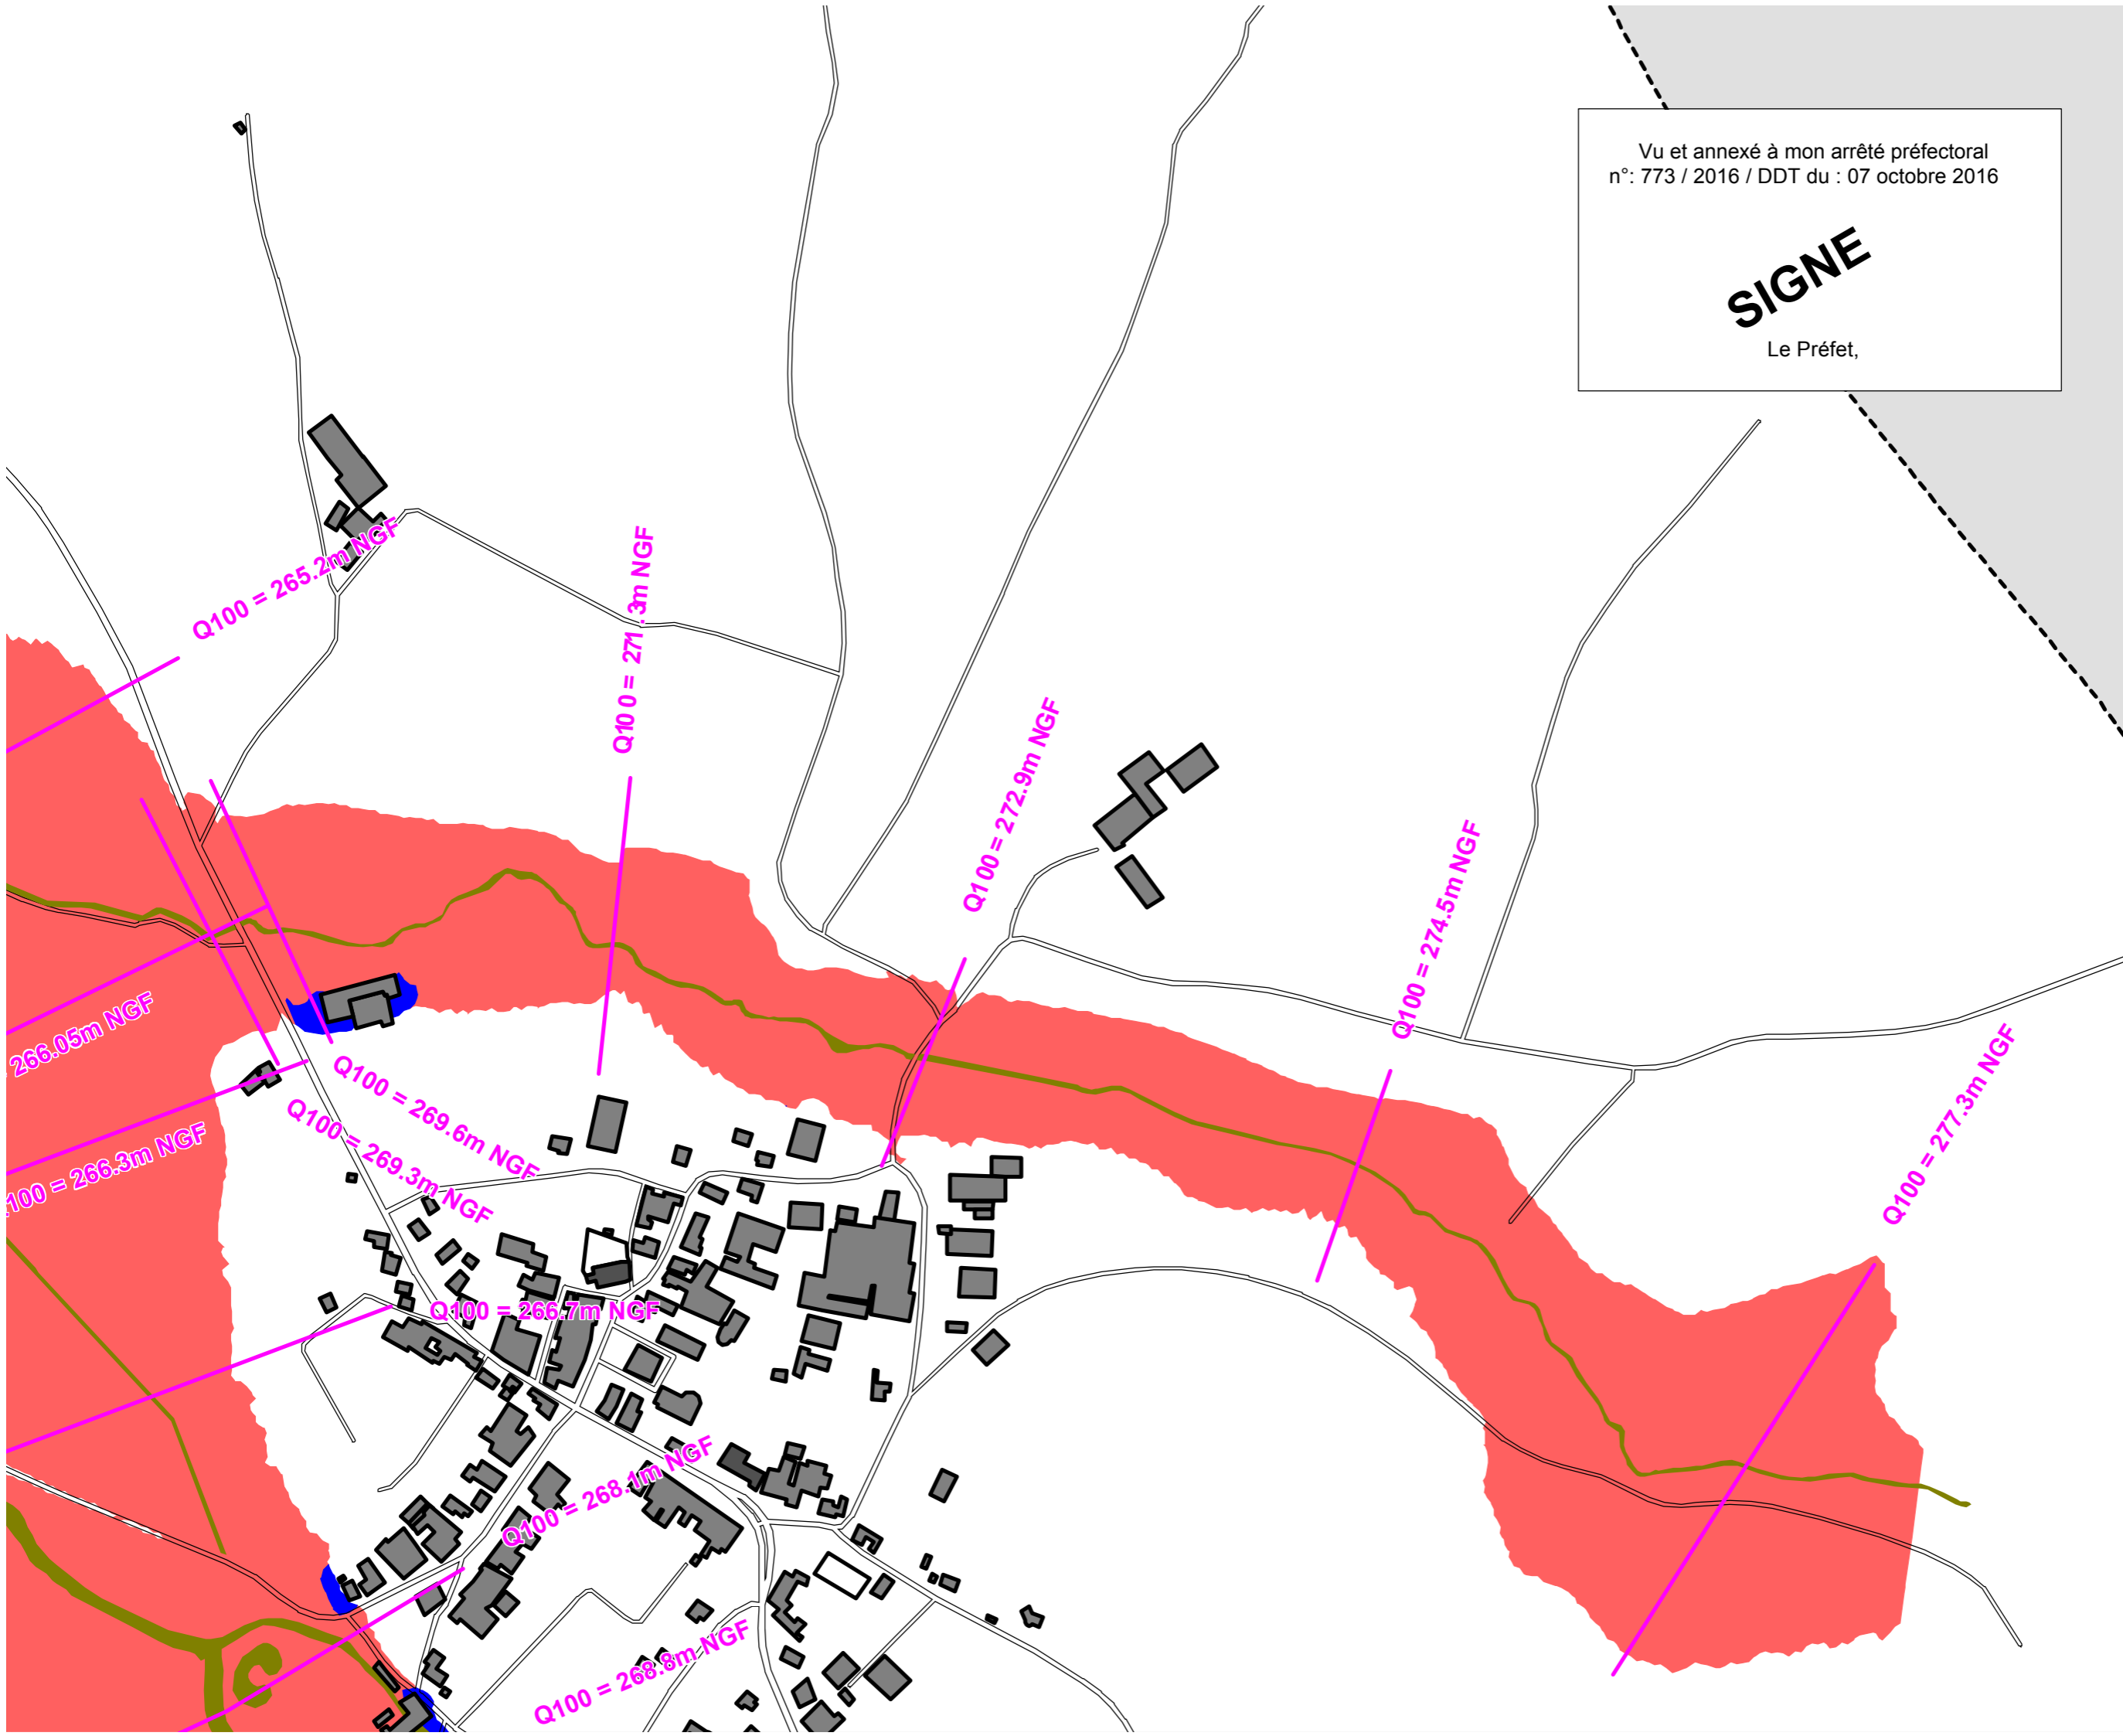 Vu et annexé à mon arrêté préfectoral
n°: 773 / 2016 / DDT du : 07 octobre 2016
SIGNE
Le Préfet,
Q100 = 265.2m NGF
Q100 = 271.3m NGF
Q100 = 272.9m NGF
Q100 = 274.5m NGF
Q100 = 277.3m NGF
266.05m NGF
Q100 = 269.6m NGF
Q100 = 269.3m NGF
100 = 266.3m NGF
Q100 = 266.7m NGF
Q100 = 268.1m NGF
Q100 = 268.8m NGF